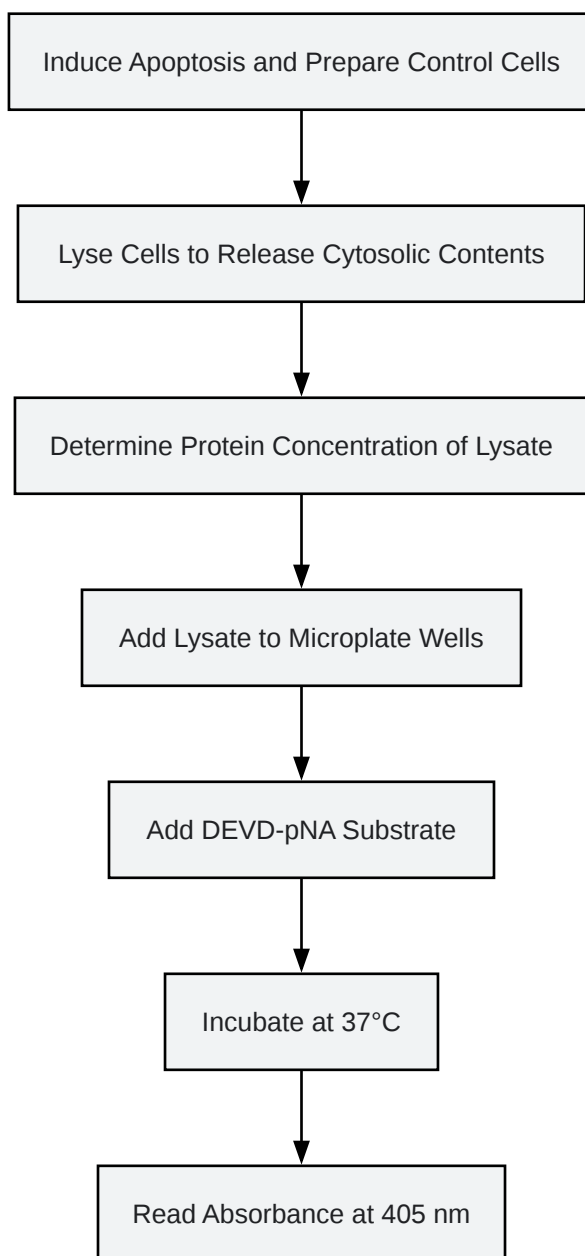 Induce Apoptosis and Prepare Control Cells
Lyse Cells to Release Cytosolic Contents
Determine Protein Concentration of Lysate
Add Lysate to Microplate Wells
Add DEVD-pNA Substrate
Incubate at 37°C
Read Absorbance at 405 nm